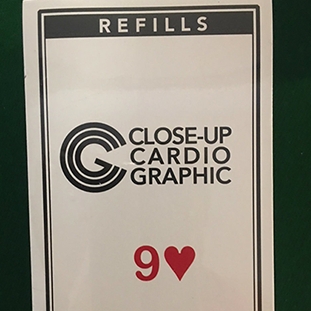 REFILLS
CLOSE-UP
CARDIO
GRAPHIC
9♥